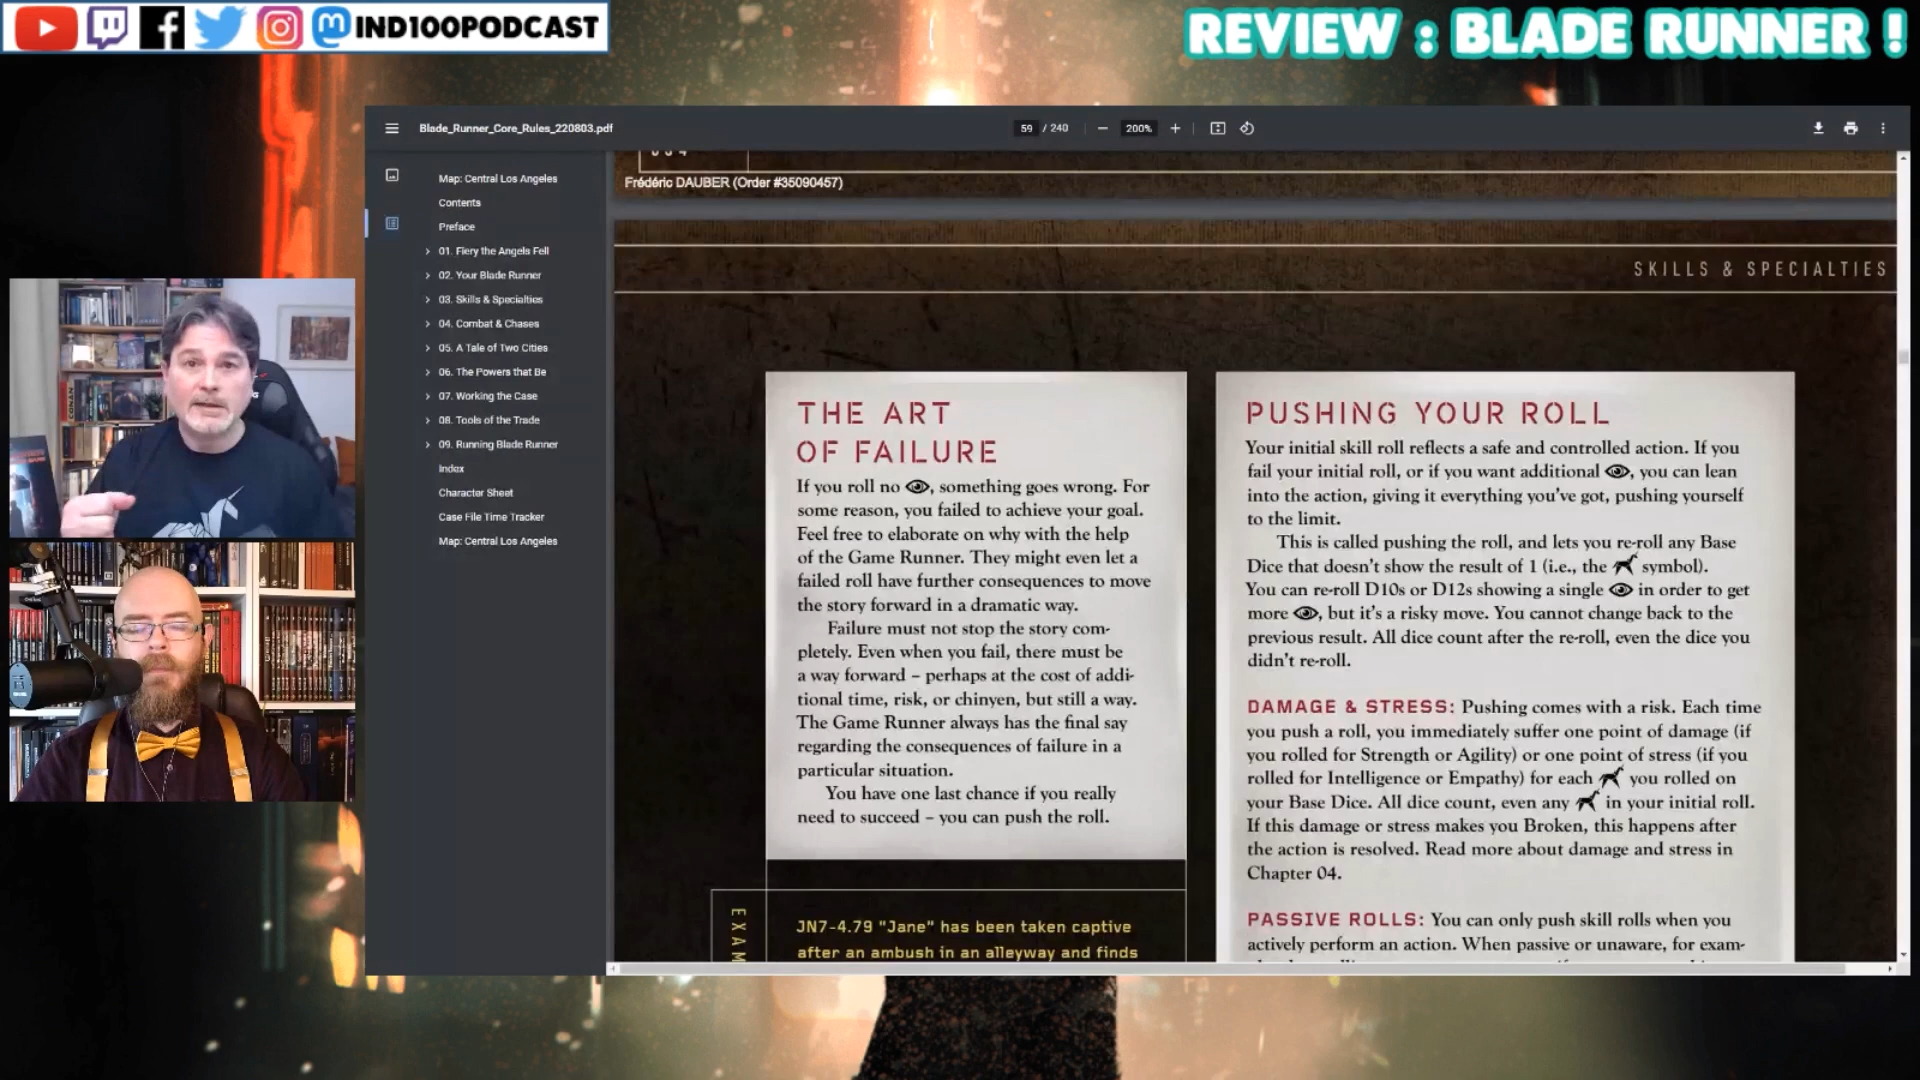 IND100PODCAST
REVIEW : BLADE RUNNER !
Blade_Runner_Core_Rules_220803.pdf
59 / 240
200%
Map: Central Los Angeles
Contents
Preface
01. Fiery the Angels Fell
02. Your Blade Runner
03. Skills & Specialties
04. Combat & Chases
05. A Tale of Two Cities
06. The Powers that Be
07. Working the Case
08. Tools of the Trade
09. Running Blade Runner
Index
Character Sheet
Case File Time Tracker
Map: Central Los Angeles
Frédéric DAUBER (Order #35090457)
SKILLS & SPECIALTIES
THE ART
OF FAILURE
If you roll no , something goes wrong. For
some reason, you failed to achieve your goal.
Feel free to elaborate on why with the help
of the Game Runner. They might even let a
failed roll have further consequences to move
the story forward in a dramatic way.
Failure must not stop the story com-
pletely. Even when you fail, there must be
a way forward – perhaps at the cost of addi-
tional time, risk, or chinyen, but still a way.
The Game Runner always has the final say
regarding the consequences of failure in a
particular situation.
You have one last chance if you really
need to succeed – you can push the roll.
EXAM
JN7-4.79 "Jane" has been taken captive
after an ambush in an alleyway and finds
PUSHING YOUR ROLL
Your initial skill roll reflects a safe and controlled action. If you
fail your initial roll, or if you want additional , you can lean
into the action, giving it everything you've got, pushing yourself
to the limit.
This is called pushing the roll, and lets you re-roll any Base
Dice that doesn't show the result of 1 (i.e., the symbol).
You can re-roll D10s or D12s showing a single in order to get
more , but it's a risky move. You cannot change back to the
previous result. All dice count after the re-roll, even the dice you
didn't re-roll.
DAMAGE & STRESS: Pushing comes with a risk. Each time
you push a roll, you immediately suffer one point of damage (if
you rolled for Strength or Agility) or one point of stress (if you
rolled for Intelligence or Empathy) for each you rolled on
your Base Dice. All dice count, even any in your initial roll.
If this damage or stress makes you Broken, this happens after
the action is resolved. Read more about damage and stress in
Chapter 04.
PASSIVE ROLLS: You can only push skill rolls when you
actively perform an action. When passive or unaware, for exam-